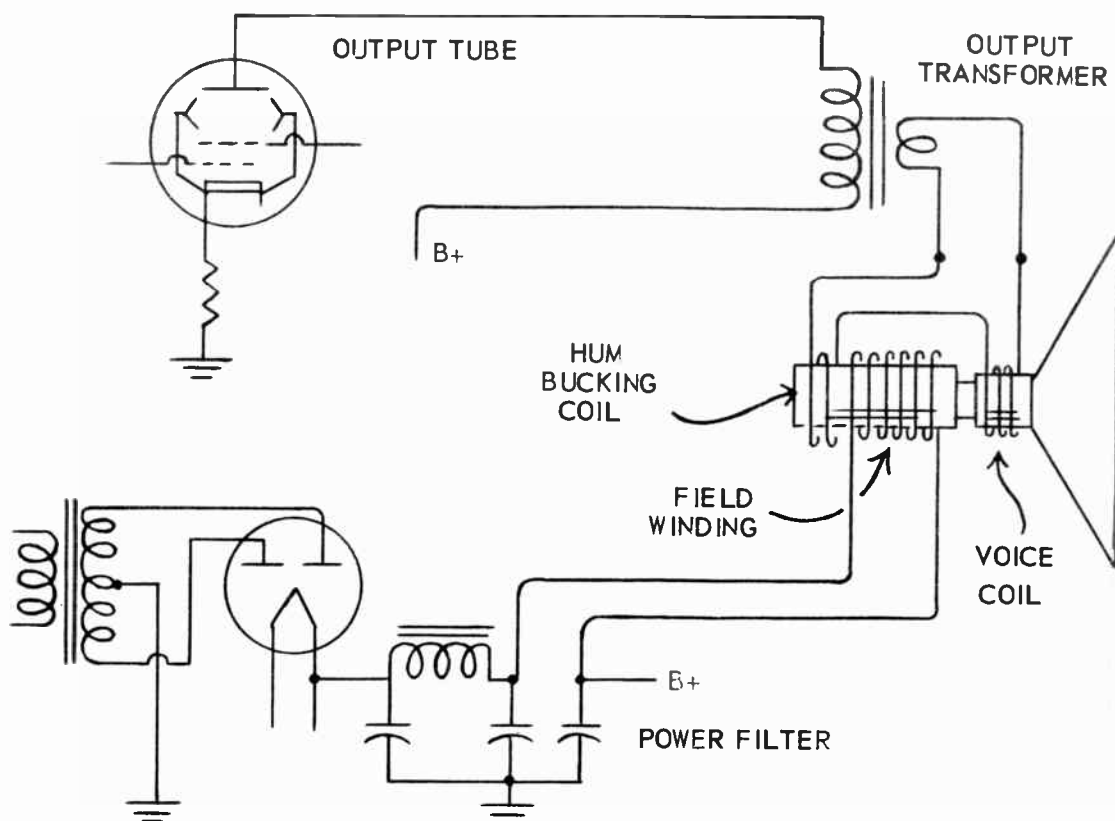 OUTPUT TUBE
OUTPUT
TRANSFORMER
B+
HUM
BUCKING
COIL
FIELD
WINDING
VOICE
COIL
B+
POWER FILTER